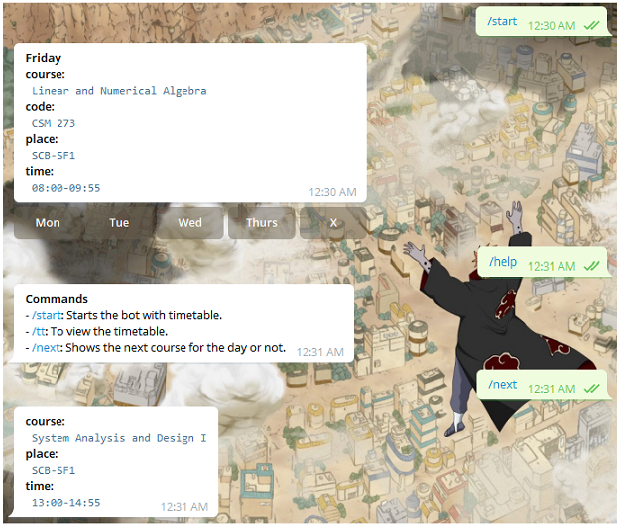 /start 12:30 AM
Friday
course:
Linear and Numerical Algebra
code:
CSM 273
place:
SCB-SF1
time:
08:00-09:55
12:30 AM
Mon Tue Wed Thurs X
/help 12:31 AM
Commands
- /start: Starts the bot with timetable.
- /tt: To view the timetable.
- /next: Shows the next course for the day or not. 12:31 AM
/next 12:31 AM
course:
System Analysis and Design I
place:
SCB-SF1
time:
13:00-14:55
12:31 AM